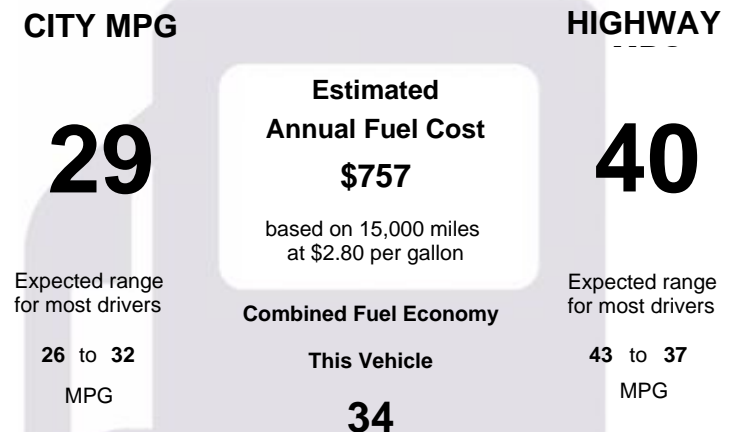 CITY MPG
29
Expected range
for most drivers
26 to 32
MPG
Estimated
Annual Fuel Cost
$757
based on 15,000 miles
at $2.80 per gallon
Combined Fuel Economy
This Vehicle
34
HIGHWAY
40
Expected range
for most drivers
43 to 37
MPG